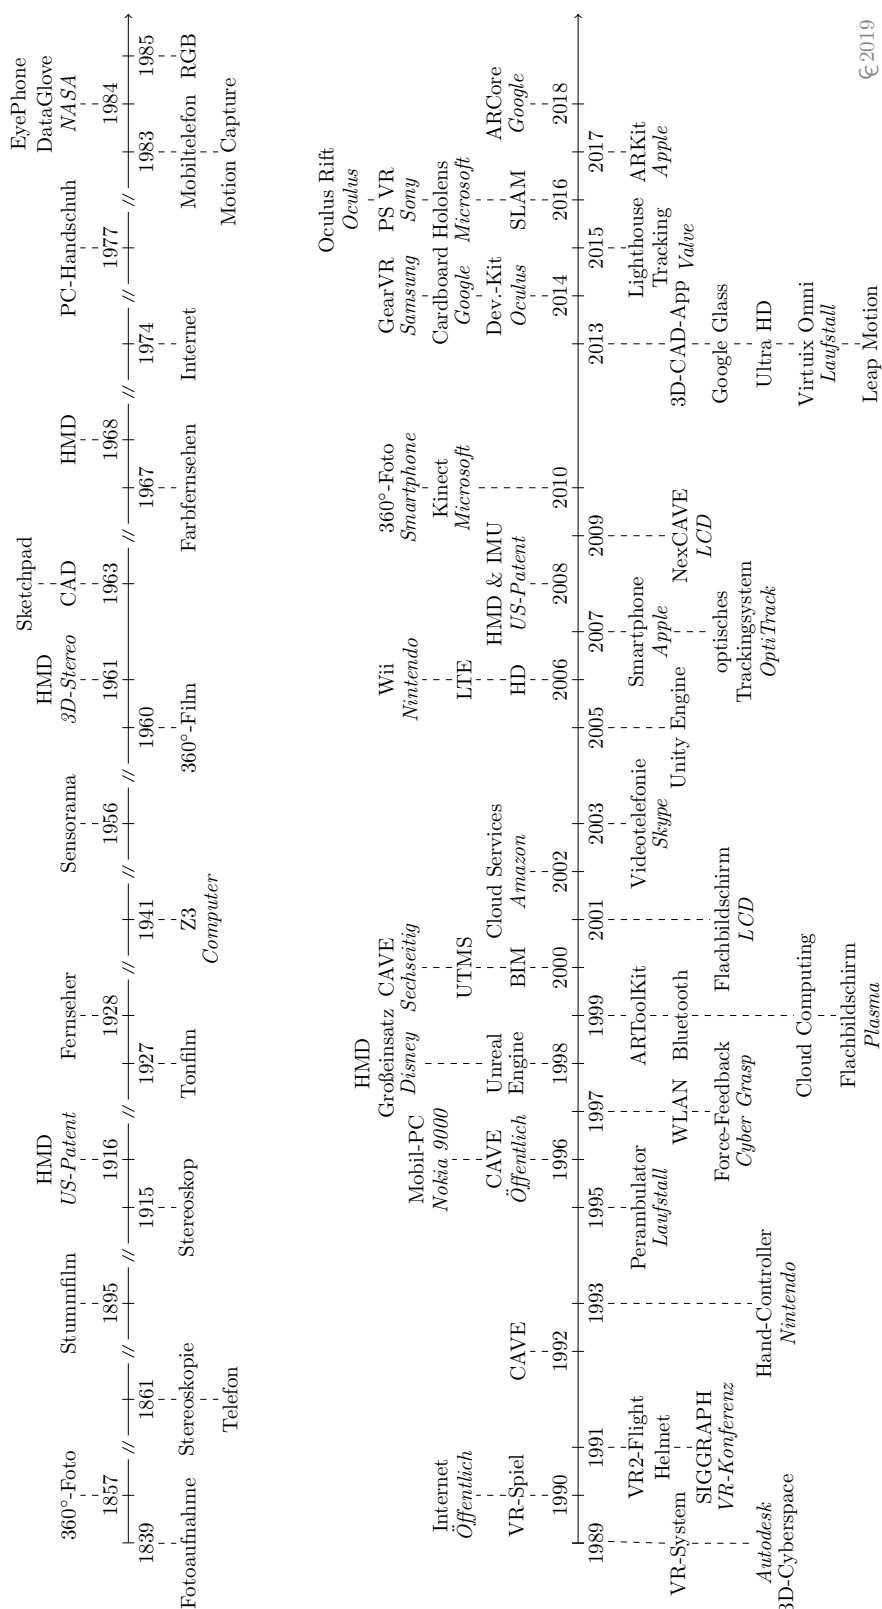 360°-Foto
1839
1857
Fotoaufnahme
1861
Stereoskopie
Telefon
Stummfilm
1895
HMD
US-Patent
1915
1916
Stereoskop
Fernseher
1927
1928
Tonfilm
1941
Z3
Computer
Sensorama
1956
HMD
3D-Stereo
1960
1961
360°-Film
Sketchpad
CAD
1963
HMD
1967
1968
Farbfernsehen
1974
Internet
PC-Handschuh
1977
EyePhone
DataGlove
NASA
1983
1984
1985
Mobiltelefon
RGB
Motion Capture
Internet
Öffentlich
VR-Spiel
1989
1990
VR-System
Autodesk
3D-Cyberspace
1991
VR2-Flight
Helmet
SIGGRAPH
VR-Konferenz
CAVE
1992
1993
Hand-Controller
Nintendo
1995
Perambulator
Laufstall
Mobil-PC
Nokia 9000
CAVE
Öffentlich
1996
1997
WLAN
Force-Feedback
Cyber Grasp
HMD
Großeinsatz
Disney
Unreal
Engine
1998
1999
ARToolKit
Bluetooth
Cloud Computing
Flachbildschirm
Plasma
CAVE
Sechseitig
UTMS
BIM
2000
2001
Flachbildschirm
LCD
Cloud Services
Amazon
2002
2003
Videotelefonie
Skype
2005
Unity Engine
Wii
Nintendo
LTE
HD
2006
2007
Smartphone
Apple
optisches
Trackingsystem
OptiTrack
HMD & IMU
US-Patent
2008
2009
NexCAVE
LCD
360°-Foto
Smartphone
Kinect
Microsoft
2010
2013
3D-CAD-App
Google Glass
Ultra HD
Virtuix Omni
Laufstall
Leap Motion
GearVR
Samsung
Cardboard
Google
Dev.-Kit
Oculus
2014
2015
Lighthouse
Tracking
Valve
Oculus Rift
Oculus
PS VR
Sony
Hololens
Microsoft
SLAM
2016
2017
ARKit
Apple
ARCore
Google
2018
2019